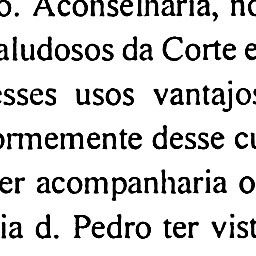 o. Aconselharia, no
aludosos da Corte e
esses usos vantajos
ormemente desse cu
er acompanharia o
ia d. Pedro ter vist